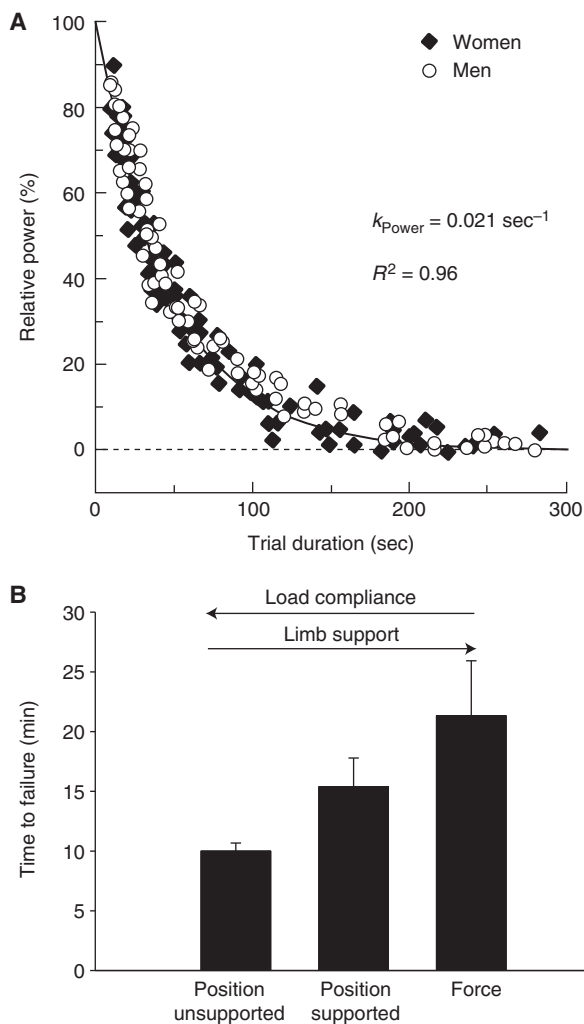 A
100
80
60
40
20
0
Relative power (%)
Women
Men
kPower = 0.021 sec–1
R2 = 0.96
0
100
200
300
Trial duration (sec)
B
30
25
20
15
10
5
0
Time to failure (min)
Load compliance
Limb support
Position
unsupported
Position
supported
Force